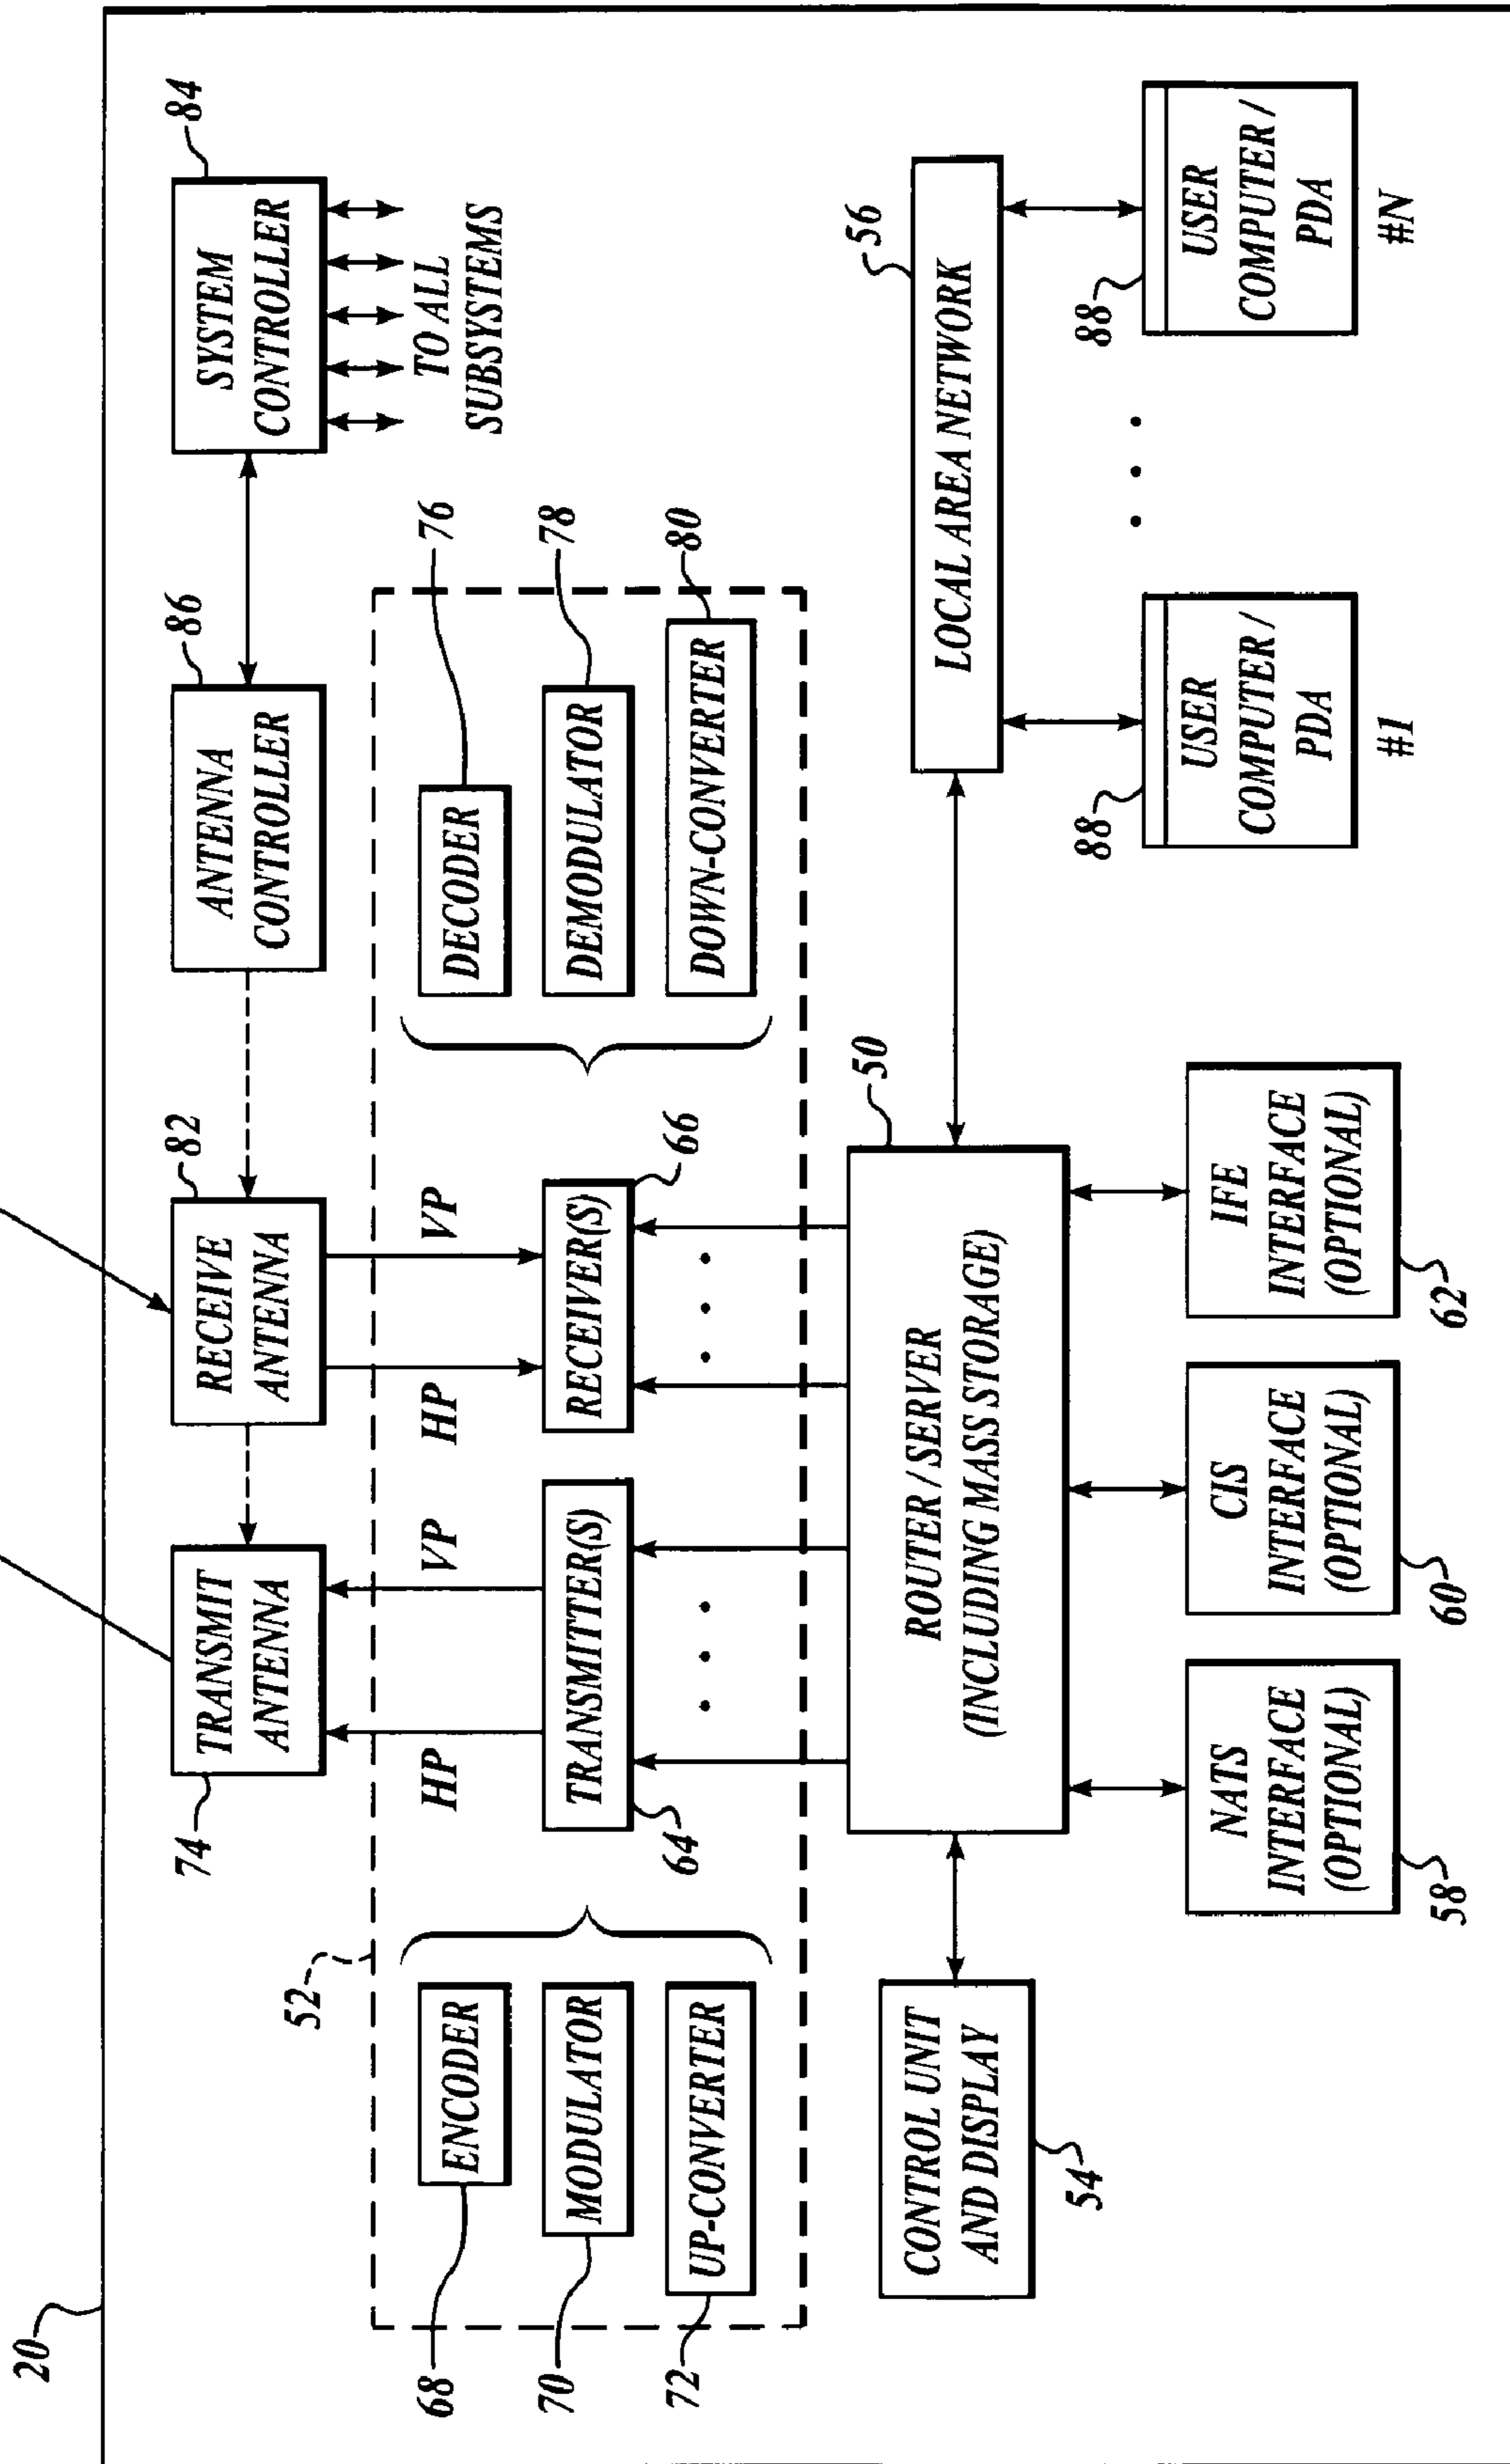 20
74
TRANSMIT
ANTENNA
82
RECEIVE
ANTENNA
86
ANTENNA
CONTROLLER
84
SYSTEM
CONTROLLER
TO ALL
SUBSYSTEMS
52
HP
VP
HP
VP
68
ENCODER
70
MODULATOR
72
UP-CONVERTER
TRANSMITTER(S)
64
RECEIVER(S)
66
DECODER
76
DEMODULATOR
78
DOWN-CONVERTER
80
CONTROL UNIT
AND DISPLAY
54
ROUTER / SERVER
(INCLUDING MASS STORAGE)
50
LOCAL AREA NETWORK
56
NATS
INTERFACE
(OPTIONAL)
58
CIS
INTERFACE
(OPTIONAL)
60
IFE
INTERFACE
(OPTIONAL)
62
88
USER
COMPUTER /
PDA
#1
88
USER
COMPUTER /
PDA
#N